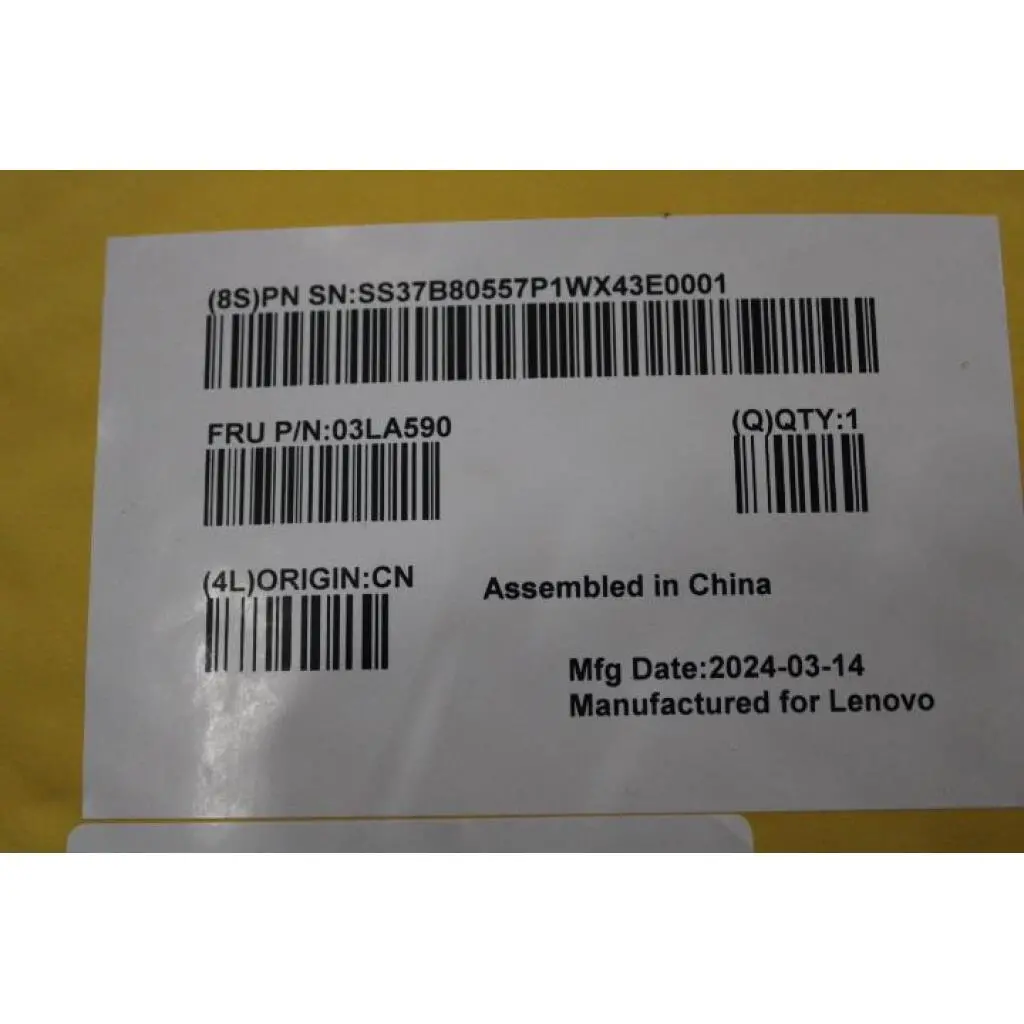 (8S)PN SN:SS37B80557P1WX43E0001
FRU P/N:03LA590
(Q)QTY:1
(4L)ORIGIN:CN
Assembled in China
Mfg Date:2024-03-14
Manufactured for Lenovo